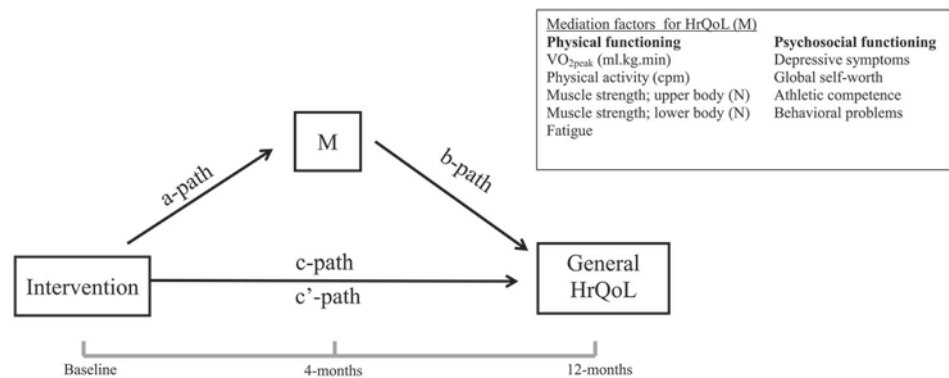 Mediation factors for HrQoL (M)
Physical functioning Psychosocial functioning
VO2peak (ml.kg.min) Depressive symptoms
Physical activity (cpm) Global self-worth
Muscle strength; upper body (N) Athletic competence
Muscle strength; lower body (N) Behavioral problems
Fatigue
M
a-path
b-path
Intervention
c-path
c’-path
General
HrQoL
Baseline 4-months 12-months